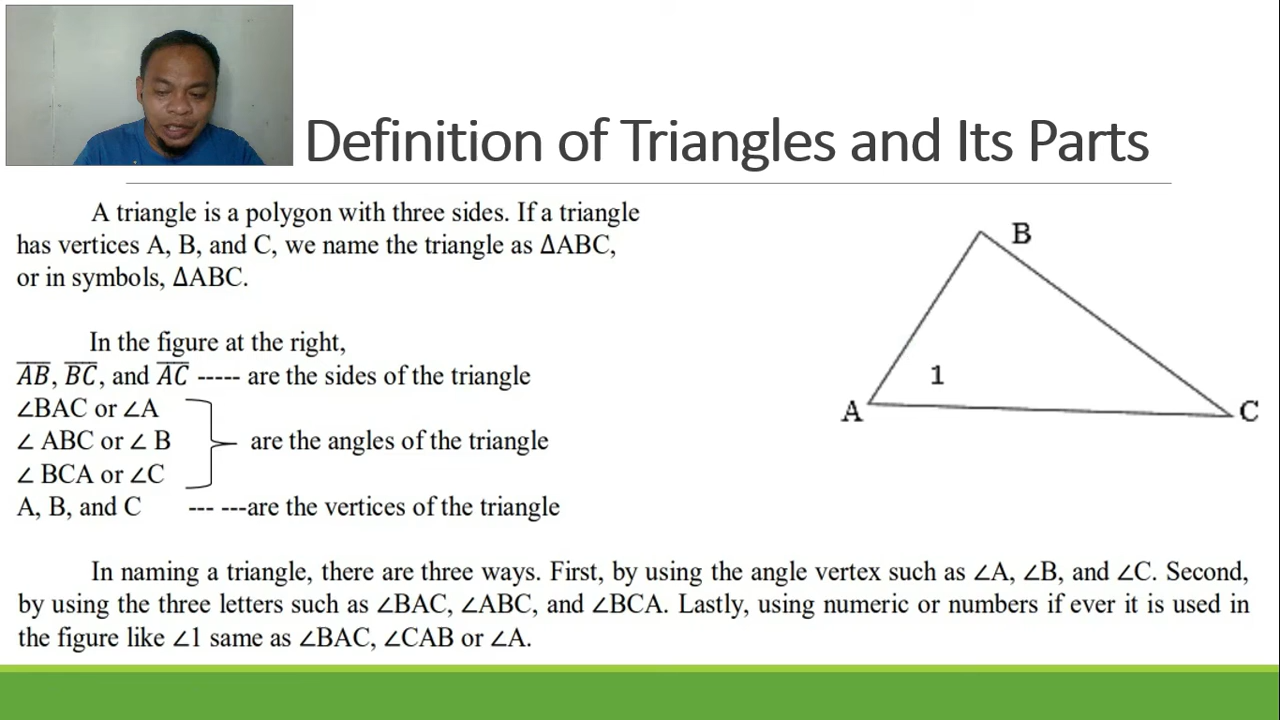 Definition of Triangles and Its Parts
A triangle is a polygon with three sides. If a triangle
has vertices A, B, and C, we name the triangle as ΔABC,
or in symbols, ΔABC.
In the figure at the right,
A̅B̅, B̅C̅, and A̅C̅ ----- are the sides of the triangle
∠BAC or ∠A
∠ ABC or ∠ B are the angles of the triangle
∠ BCA or ∠C
A, B, and C --- ---are the vertices of the triangle
B
1
A
C
In naming a triangle, there are three ways. First, by using the angle vertex such as ∠A, ∠B, and ∠C. Second,
by using the three letters such as ∠BAC, ∠ABC, and ∠BCA. Lastly, using numeric or numbers if ever it is used in
the figure like ∠1 same as ∠BAC, ∠CAB or ∠A.